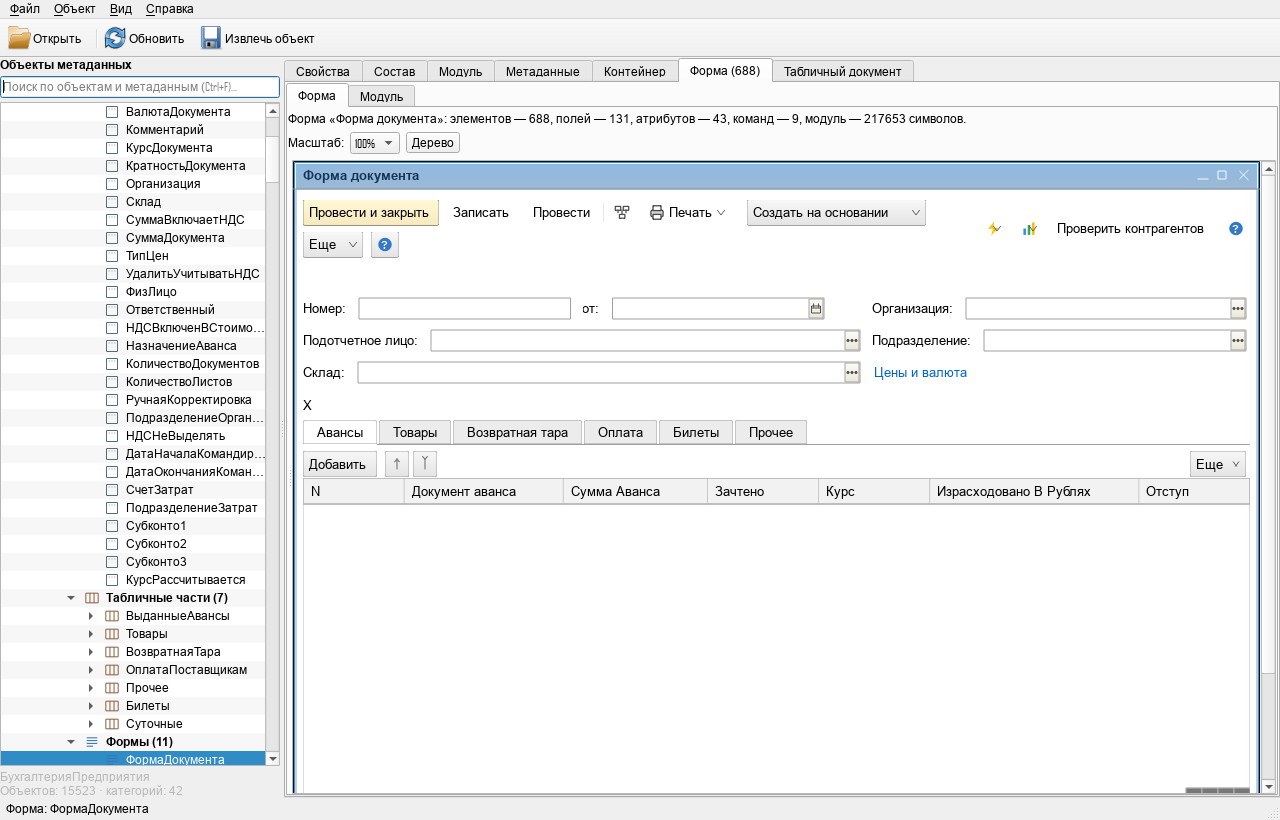 Файл Объект Вид Справка
Открыть Обновить Извлечь объект
Объекты метаданных
Поиск по объектам и метаданным (Ctrl+F)...
ВалютаДокумента
Комментарий
КурсДокумента
КратностьДокумента
Организация
Склад
СуммаВключаетНДС
СуммаДокумента
ТипЦен
УдалитьУчитыватьНДС
ФизЛицо
Ответственный
НДСВключенВСтоимо...
НазначениеАванса
КоличествоДокументов
КоличествоЛистов
РучнаяКорректировка
ПодразделениеОрган...
НДСНеВыделять
ДатаНачалаКомандир...
ДатаОкончанияКоман...
СчетЗатрат
ПодразделениеЗатрат
Субконто1
Субконто2
Субконто3
КурсРассчитывается
Табличные части (7)
ВыданныеАвансы
Товары
ВозвратнаяТара
ОплатаПоставщикам
Прочее
Билеты
Суточные
Формы (11)
ФормаДокумента
БухгалтерияПредприятия
Объектов: 15523 · категорий: 42
Свойства Состав Модуль Метаданные Контейнер Форма (688) Табличный документ
Форма Модуль
Форма «Форма документа»: элементов — 688, полей — 131, атрибутов — 43, команд — 9, модуль — 217653 символов.
Масштаб: 100% Дерево
Форма документа
Провести и закрыть Записать Провести Печать Создать на основании
Проверить контрагентов ?
Еще ?
Номер: от: Организация:
Подотчетное лицо: Подразделение:
Склад: Цены и валюта
X
Авансы Товары Возвратная тара Оплата Билеты Прочее
Добавить Еще
N Документ аванса Сумма Аванса Зачтено Курс Израсходовано В Рублях Отступ
Форма: ФормаДокумента